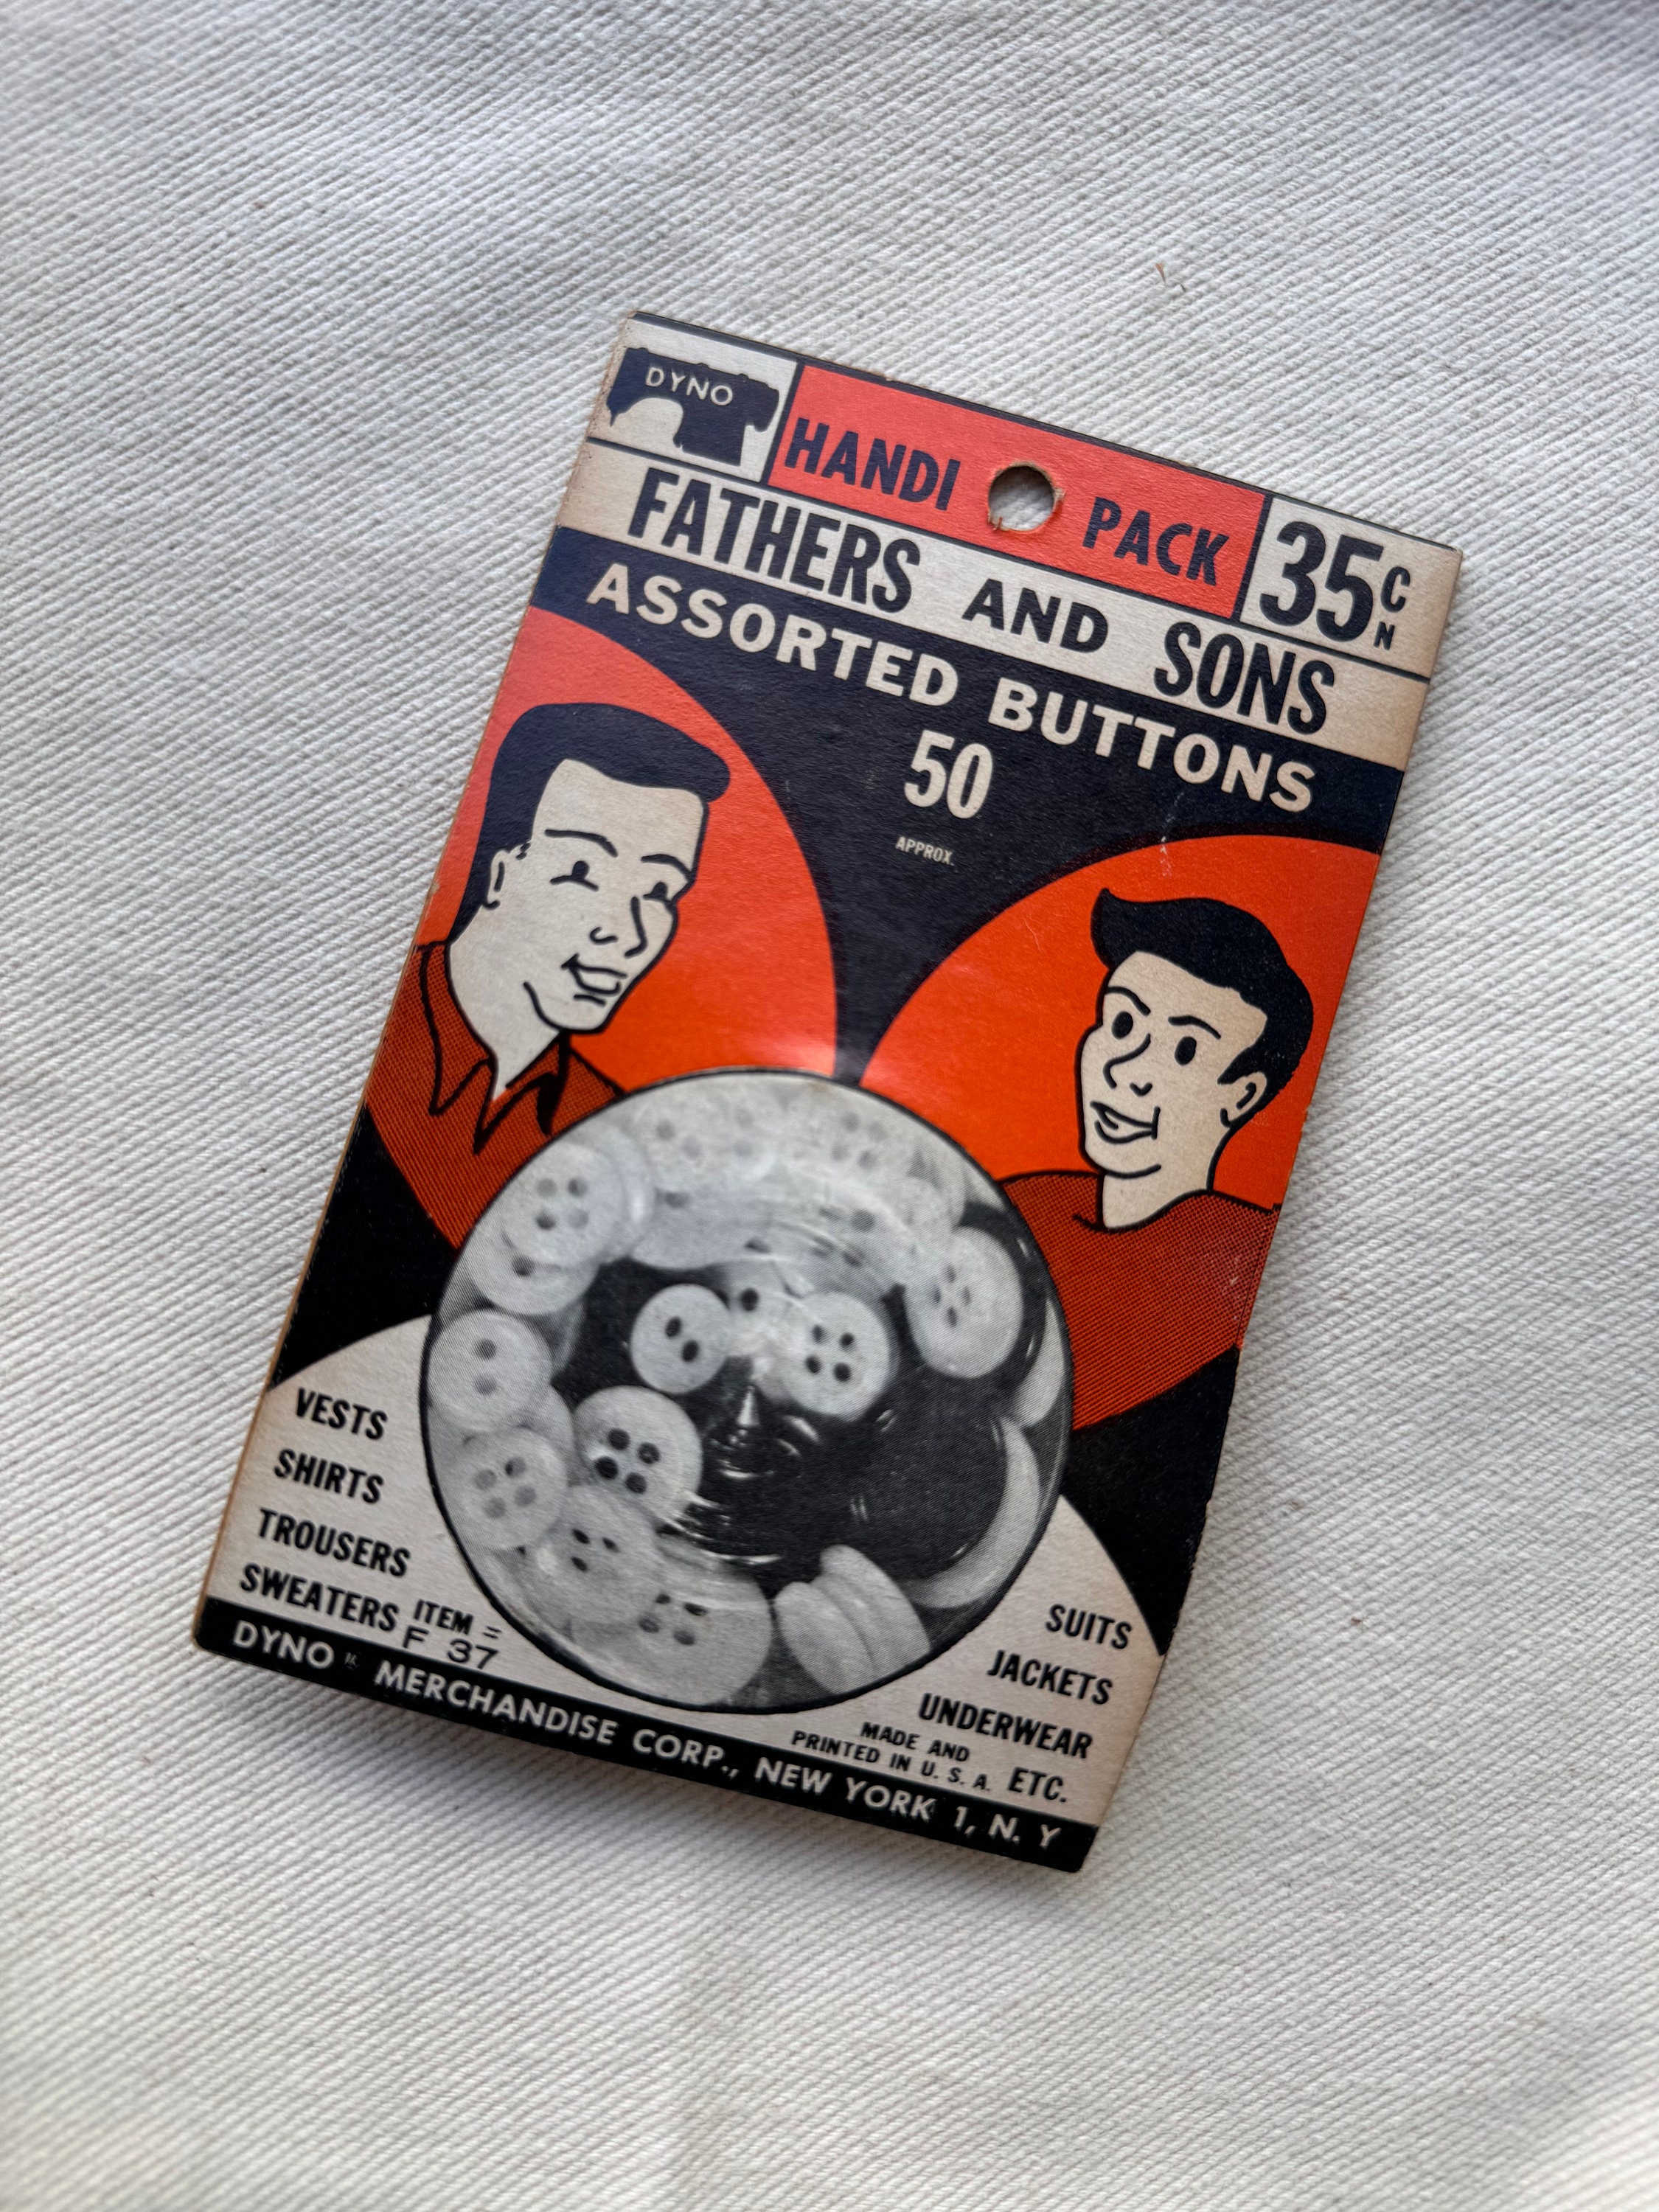 DYNO
HANDI PACK
35 CN
FATHERS AND SONS
ASSORTED BUTTONS
50
APPROX.
VESTS
SHIRTS
TROUSERS
SWEATERS
ITEM =
F 37
SUITS
JACKETS
UNDERWEAR
ETC.
MADE AND
PRINTED IN U. S. A.
DYNO MERCHANDISE CORP., NEW YORK 1, N. Y